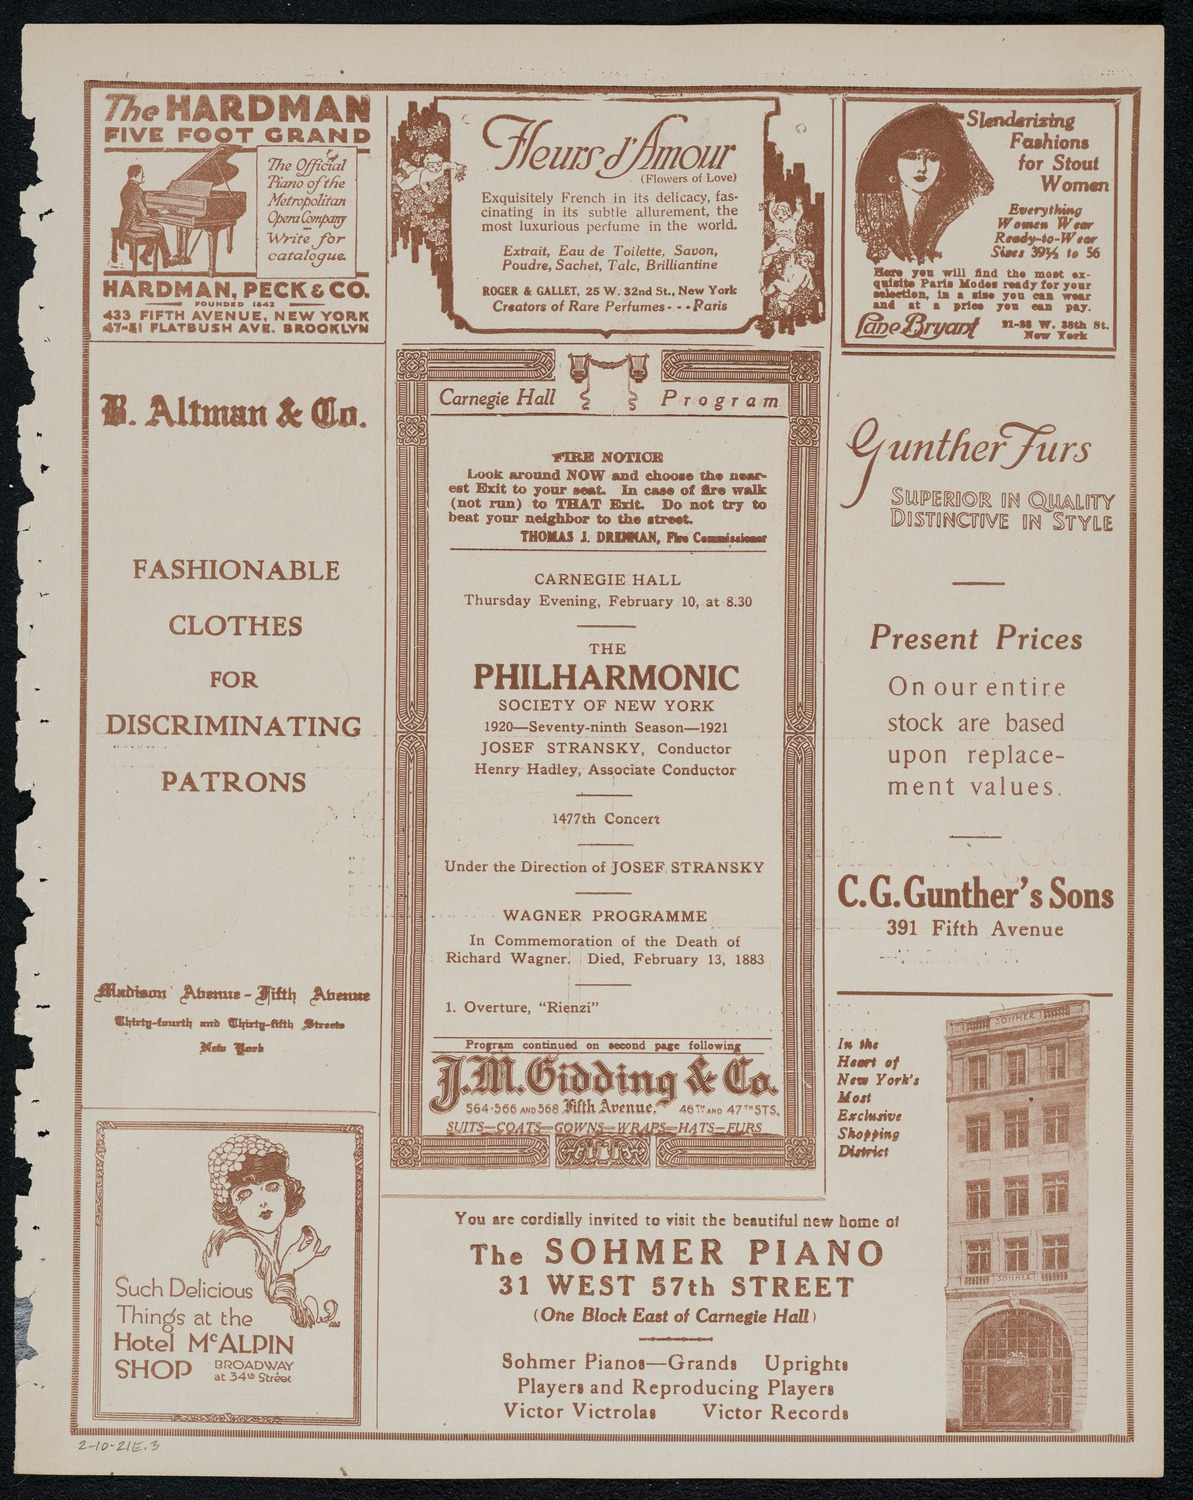 The HARDMAN
FIVE FOOT GRAND
The Official
Piano of the
Metropolitan
Opera Company
Write for
catalogue.
HARDMAN, PECK & CO.
FOUNDED 1842
433 FIFTH AVENUE, NEW YORK
47-51 FLATBUSH AVE. BROOKLYN
Fleurs d'Amour
(Flowers of Love)
Exquisitely French in its delicacy, fas-
cinating in its subtle allurement, the
most luxurious perfume in the world.
Extrait, Eau de Toilette, Savon,
Poudre, Sachet, Talc, Brilliantine
ROGER & GALLET, 25 W. 32nd St., New York
Creators of Rare Perfumes - - - Paris
Slenderizing
Fashions
for Stout
Women
Everything
Women Wear
Ready-to-Wear
Sizes 39½ to 56
Here you will find the most ex-
quisite Paris Modes ready for your
selection, in a size you can wear
and at a price you can pay.
Lane Bryant
21-23 W. 38th St.
New York
B. Altman & Co.
FASHIONABLE
CLOTHES
FOR
DISCRIMINATING
PATRONS
Madison Avenue - Fifth Avenue
Thirty-fourth and Thirty-fifth Streets
New York
Such Delicious
Things at the
Hotel McALPIN
SHOP
BROADWAY
at 34th Street
Carnegie Hall Program
FIRE NOTICE
Look around NOW and choose the near-
est Exit to your seat. In case of fire walk
(not run) to THAT Exit. Do not try to
beat your neighbor to the street.
THOMAS J. DRENNAN, Fire Commissioner
CARNEGIE HALL
Thursday Evening, February 10, at 8.30
THE
PHILHARMONIC
SOCIETY OF NEW YORK
1920—Seventy-ninth Season—1921
JOSEF STRANSKY, Conductor
Henry Hadley, Associate Conductor
1477th Concert
Under the Direction of JOSEF STRANSKY
WAGNER PROGRAMME
In Commemoration of the Death of
Richard Wagner. Died, February 13, 1883
1. Overture, "Rienzi"
Program continued on second page following
J.M. Gidding & Co.
564-566 AND 568 Fifth Avenue. 46TH AND 47TH STS.
SUITS—COATS—GOWNS—WRAPS—HATS—FURS
Gunther Furs
SUPERIOR IN QUALITY
DISTINCTIVE IN STYLE
Present Prices
On our entire
stock are based
upon replace-
ment values.
C.G. Gunther's Sons
391 Fifth Avenue
In the
Heart of
New York's
Most
Exclusive
Shopping
District
SOHMER
SOHMER
You are cordially invited to visit the beautiful new home of
The SOHMER PIANO
31 WEST 57th STREET
(One Block East of Carnegie Hall)
Sohmer Pianos—Grands Uprights
Players and Reproducing Players
Victor Victrolas Victor Records
2-10-21E.3